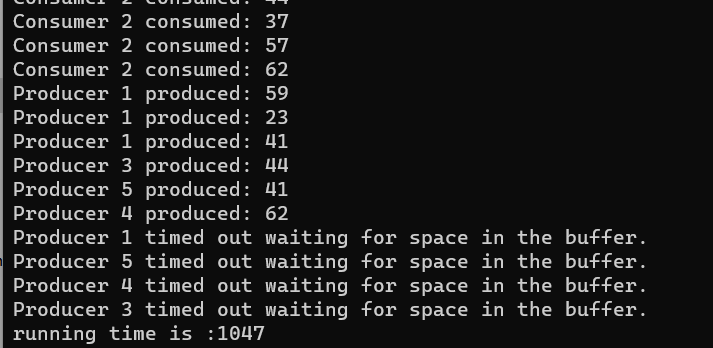 Consumer 2 consumed: 44
Consumer 2 consumed: 37
Consumer 2 consumed: 57
Consumer 2 consumed: 62
Producer 1 produced: 59
Producer 1 produced: 23
Producer 1 produced: 41
Producer 3 produced: 44
Producer 5 produced: 41
Producer 4 produced: 62
Producer 1 timed out waiting for space in the buffer.
Producer 5 timed out waiting for space in the buffer.
Producer 4 timed out waiting for space in the buffer.
Producer 3 timed out waiting for space in the buffer.
running time is :1047